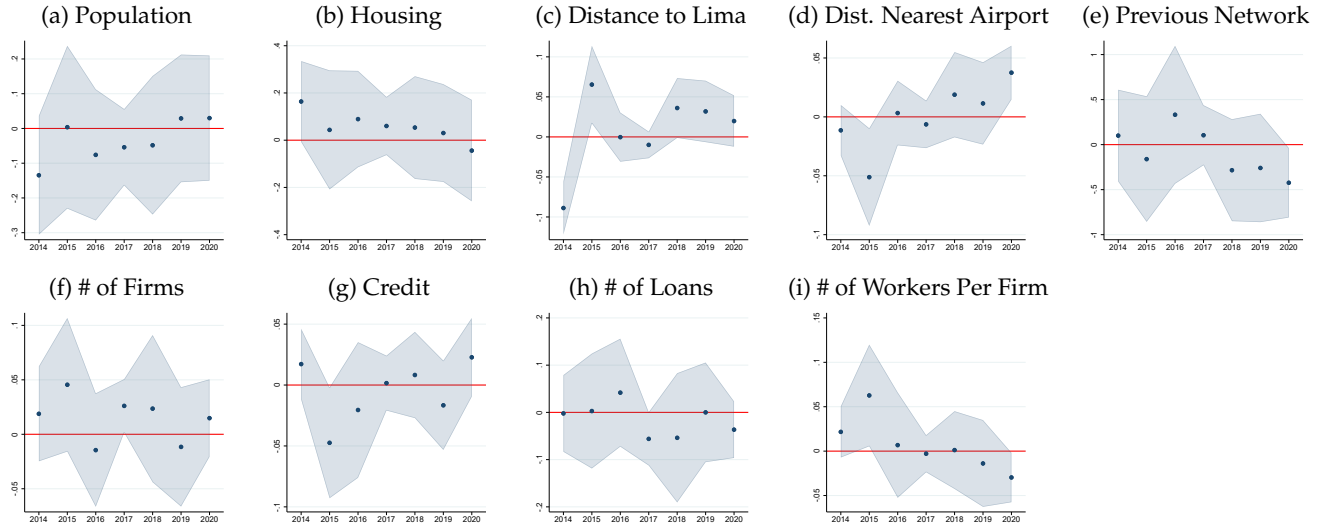 (a) Population
(b) Housing
(c) Distance to Lima
(d) Dist. Nearest Airport
(e) Previous Network
.2
.1
0
-.1
-.2
-.3
2014 2015 2016 2017 2018 2019 2020
.4
.2
0
-.2
-.4
2014 2015 2016 2017 2018 2019 2020
.1
.05
0
-.05
-.1
2014 2015 2016 2017 2018 2019 2020
.05
0
-.05
-.1
2014 2015 2016 2017 2018 2019 2020
1
.5
0
-.5
-1
2014 2015 2016 2017 2018 2019 2020
(f) # of Firms
(g) Credit
(h) # of Loans
(i) # of Workers Per Firm
.1
.05
0
-.05
2014 2015 2016 2017 2018 2019 2020
.05
0
-.05
-.1
2014 2015 2016 2017 2018 2019 2020
.2
.1
0
-.1
-.2
2014 2015 2016 2017 2018 2019 2020
.15
.1
.05
0
-.05
2014 2015 2016 2017 2018 2019 2020